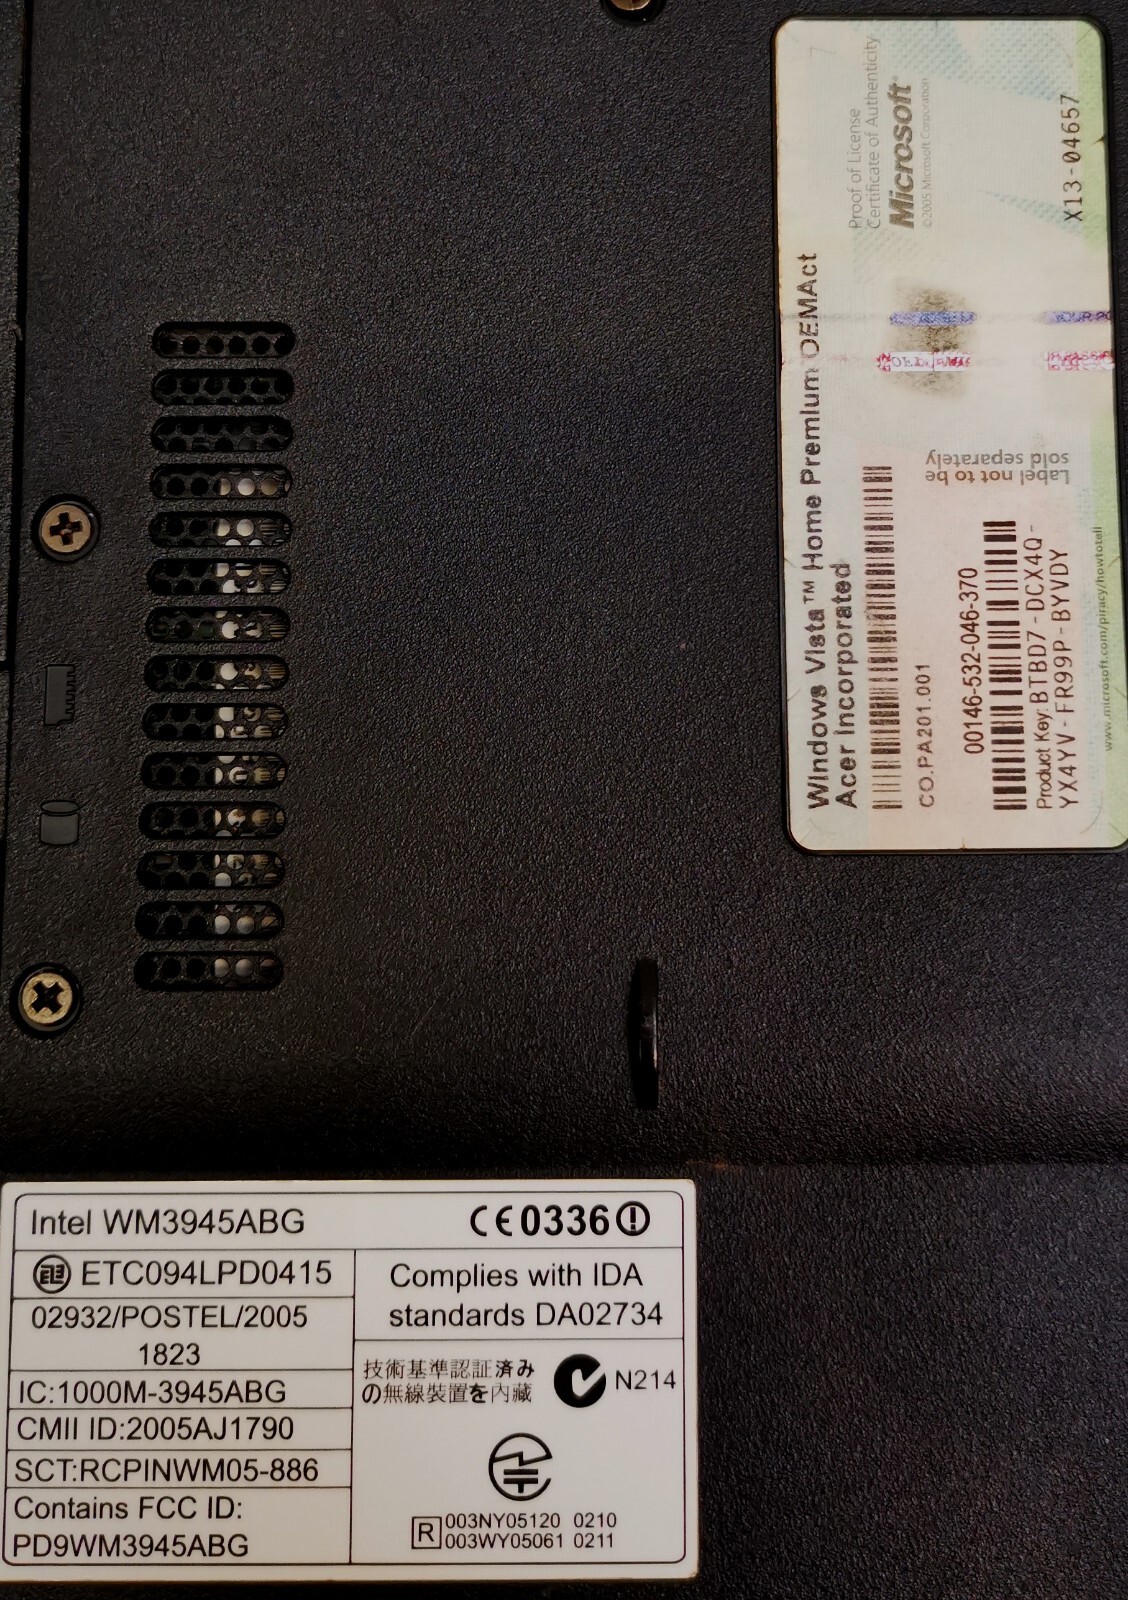 Proof of License
Certificate of Authenticity
Microsoft®
©2005 Microsoft Corporation
X13-04657
Windows Vista™ Home Premium OEMAct
Acer Incorporated
CO.PA201.001
Label not to be
sold separately
00146-532-046-370
Product Key: BTBD7-DCX4Q-
YX4YV-FR99P-BYVDY
www.microsoft.com/piracy/howtotell
Intel WM3945ABG
CE0336
ETC094LPD0415
02932/POSTEL/2005
1823
IC:1000M-3945ABG
CMII ID:2005AJ1790
SCT:RCPINWM05-886
Contains FCC ID:
PD9WM3945ABG
Complies with IDA
standards DA02734
技術基準認証済み
の無線装置を内蔵
N214
R 003NY05120 0210
003WY05061 0211